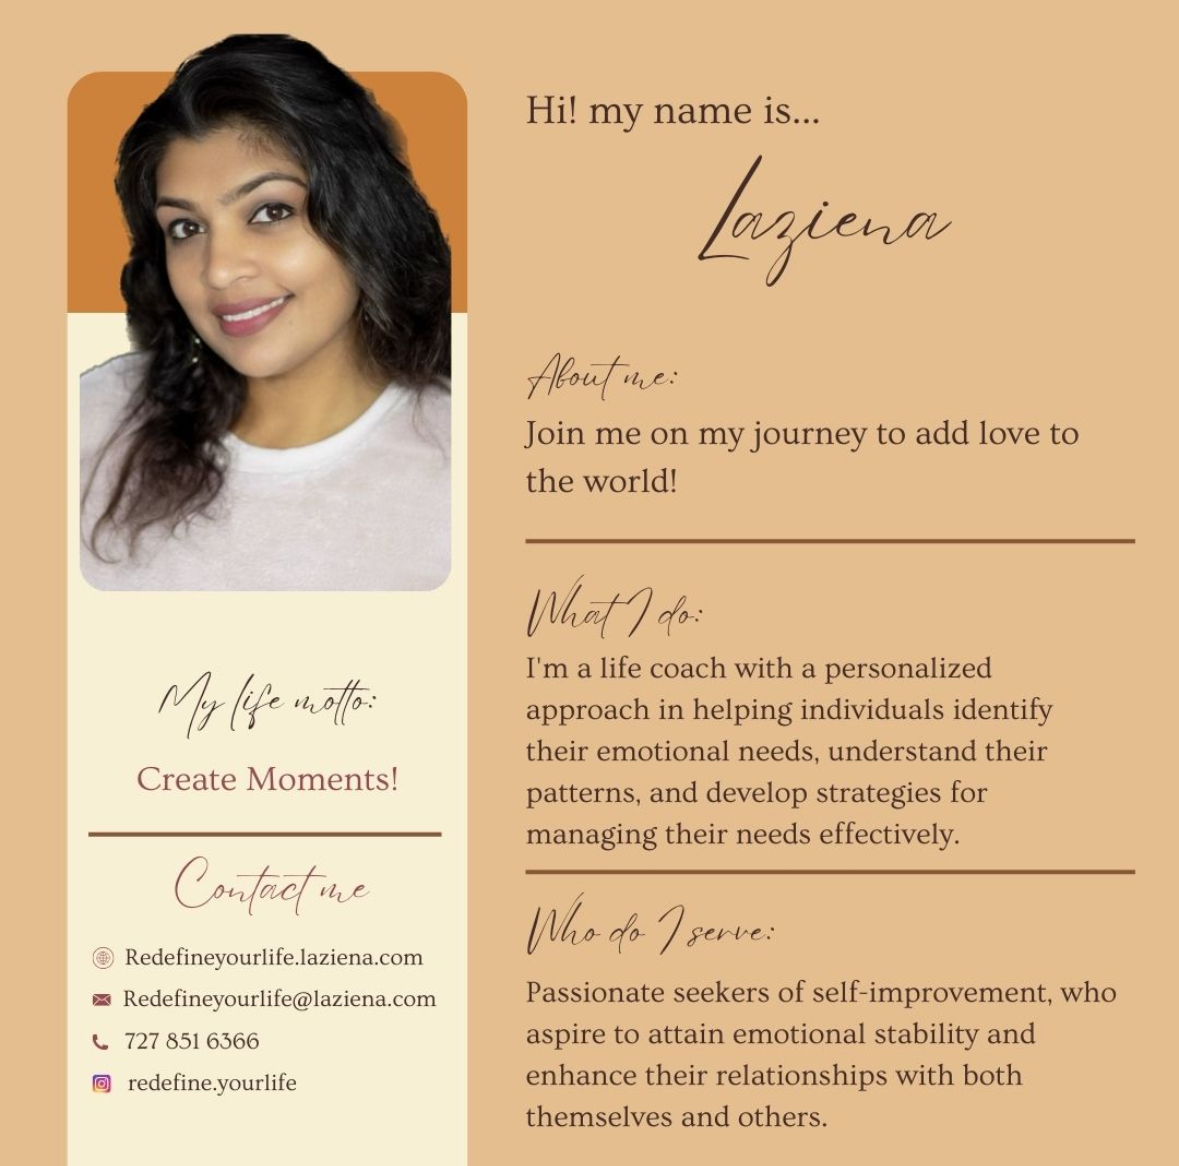 Hi! my name is...
Laziena
About me:
Join me on my journey to add love to
the world!
What I do:
I'm a life coach with a personalized
approach in helping individuals identify
their emotional needs, understand their
patterns, and develop strategies for
managing their needs effectively.
Who do I serve:
Passionate seekers of self-improvement, who
aspire to attain emotional stability and
enhance their relationships with both
themselves and others.
My life motto:
Create Moments!
Contact me
Redefineyourlife.laziena.com
Redefineyourlife@laziena.com
727 851 6366
redefine.yourlife